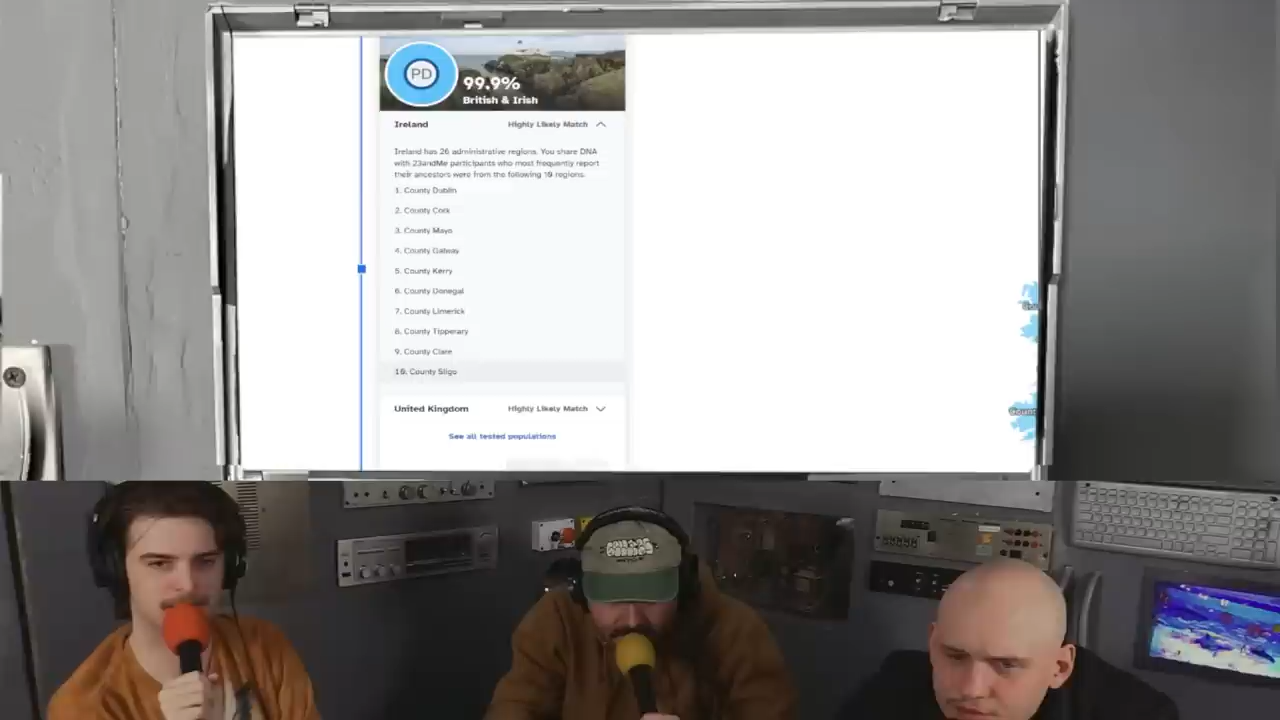 PD
99.9%
British & Irish
Ireland
Highly Likely Match
Ireland has 26 administrative regions. You share DNA
with 23andMe participants who most frequently report
their ancestors were from the following 10 regions.
1. County Dublin
2. County Cork
3. County Mayo
4. County Galway
5. County Kerry
6. County Donegal
7. County Limerick
8. County Tipperary
9. County Clare
10. County Sligo
United Kingdom
Highly Likely Match
See all tested populations
Count